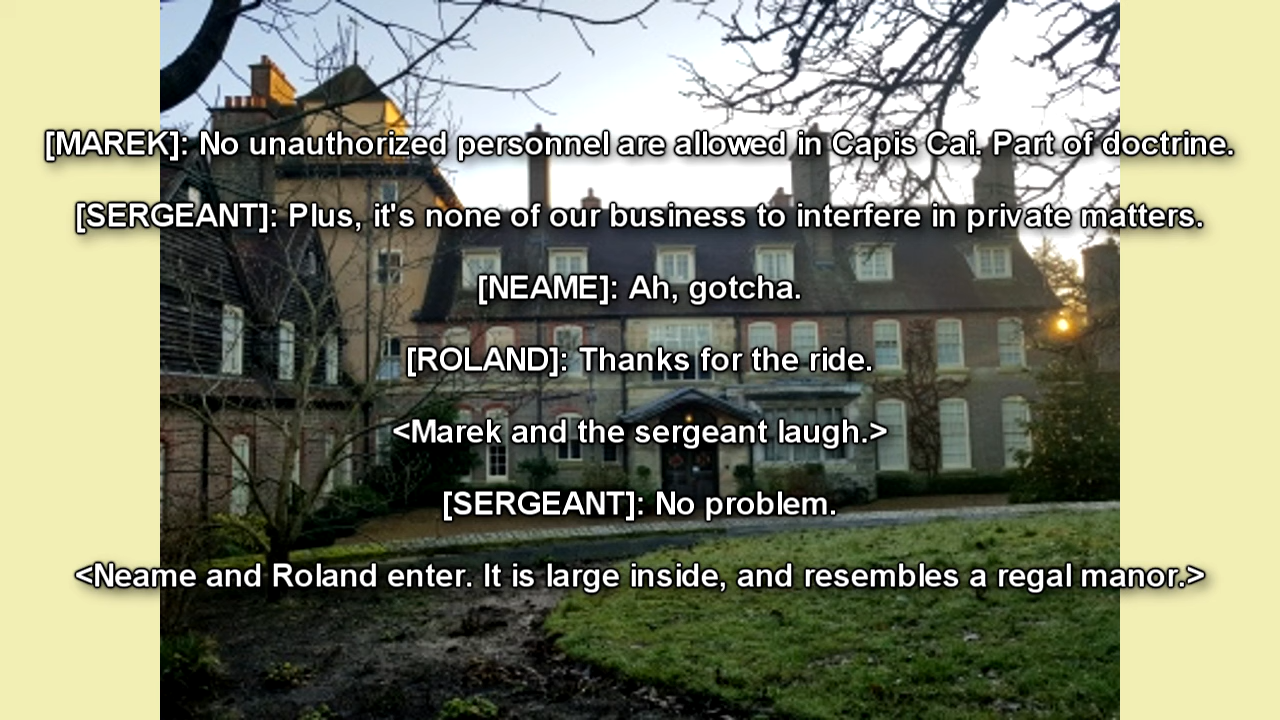 [MAREK]: No unauthorized personnel are allowed in Capis Cai. Part of doctrine.
[SERGEANT]: Plus, it's none of our business to interfere in private matters.
[NEAME]: Ah, gotcha.
[ROLAND]: Thanks for the ride.
<Marek and the sergeant laugh.>
[SERGEANT]: No problem.
<Neame and Roland enter. It is large inside, and resembles a regal manor.>